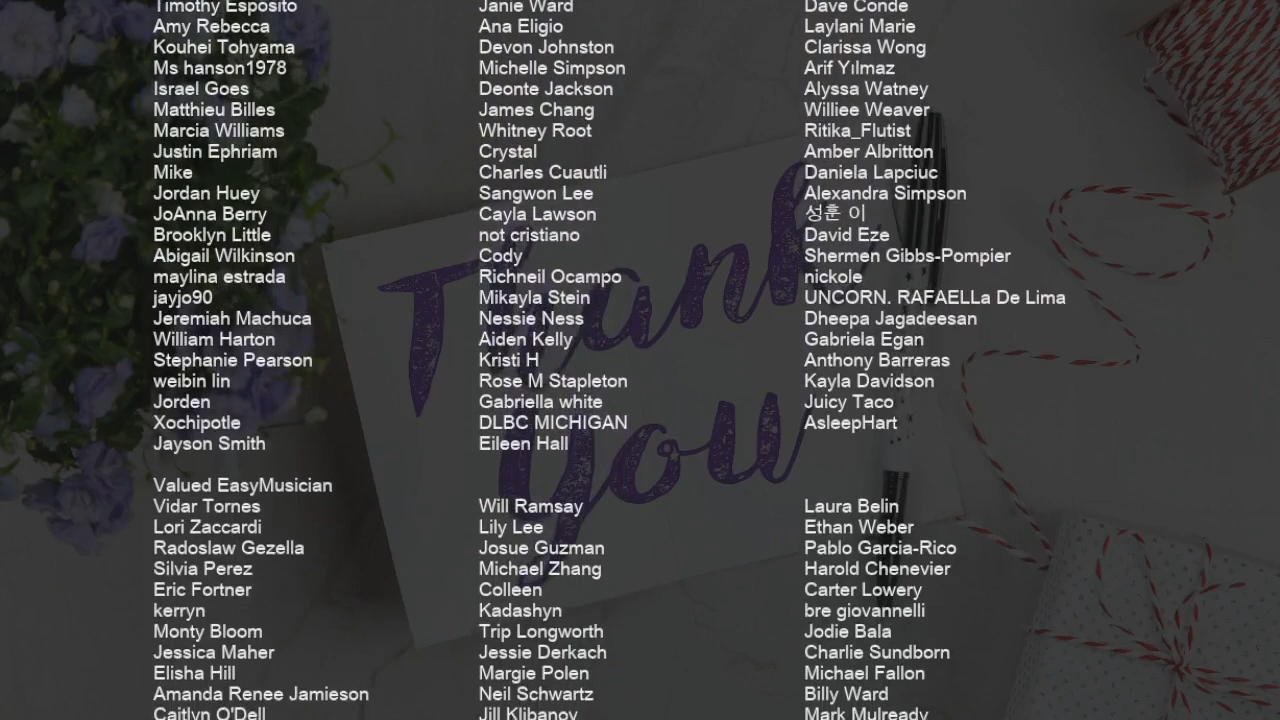 Timothy Esposito Janie Ward Dave Conde
Amy Rebecca Ana Eligio Laylani Marie
Kouhei Tohyama Devon Johnston Clarissa Wong
Ms hanson1978 Michelle Simpson Arif Yılmaz
Israel Goes Deonte Jackson Alyssa Watney
Matthieu Billes James Chang Williee Weaver
Marcia Williams Whitney Root Ritika_Flutist
Justin Ephriam Crystal Amber Albritton
Mike Charles Cuautli Daniela Lapciuc
Jordan Huey Sangwon Lee Alexandra Simpson
JoAnna Berry Cayla Lawson 성훈 이
Brooklyn Little not cristiano David Eze
Abigail Wilkinson Cody Shermen Gibbs-Pompier
maylina estrada Richneil Ocampo nickole
jayjo90 Mikayla Stein UNCORN. RAFAELLa De Lima
Jeremiah Machuca Nessie Ness Dheepa Jagadeesan
William Harton Aiden Kelly Gabriela Egan
Stephanie Pearson Kristi H Anthony Barreras
weibin lin Rose M Stapleton Kayla Davidson
Jorden Gabriella white Juicy Taco
Xochipotle DLBC MICHIGAN AsleepHart
Jayson Smith Eileen Hall
Valued EasyMusician
Vidar Tornes Will Ramsay Laura Belin
Lori Zaccardi Lily Lee Ethan Weber
Radoslaw Gezella Josue Guzman Pablo Garcia-Rico
Silvia Perez Michael Zhang Harold Chenevier
Eric Fortner Colleen Carter Lowery
kerryn Kadashyn bre giovannelli
Monty Bloom Trip Longworth Jodie Bala
Jessica Maher Jessie Derkach Charlie Sundborn
Elisha Hill Margie Polen Michael Fallon
Amanda Renee Jamieson Neil Schwartz Billy Ward
Caitlyn O'Dell Jill Klibanov Mark Mulready
Thank
you